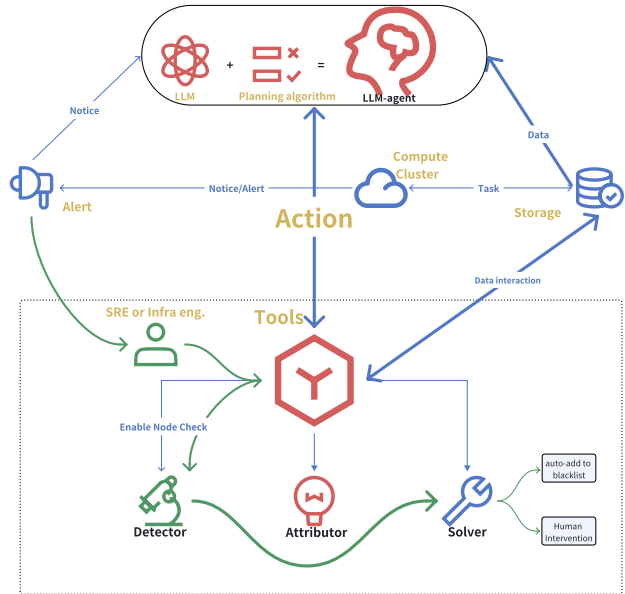 +
=
LLM
Planning algorithm
LLM-agent
Notice
Data
Compute
Cluster
Notice/Alert
Task
Alert
Storage
Action
Data interaction
SRE or Infra eng.
Tools
Enable Node Check
auto-add to
blacklist
Detector
Attributor
Solver
Human
Intervention